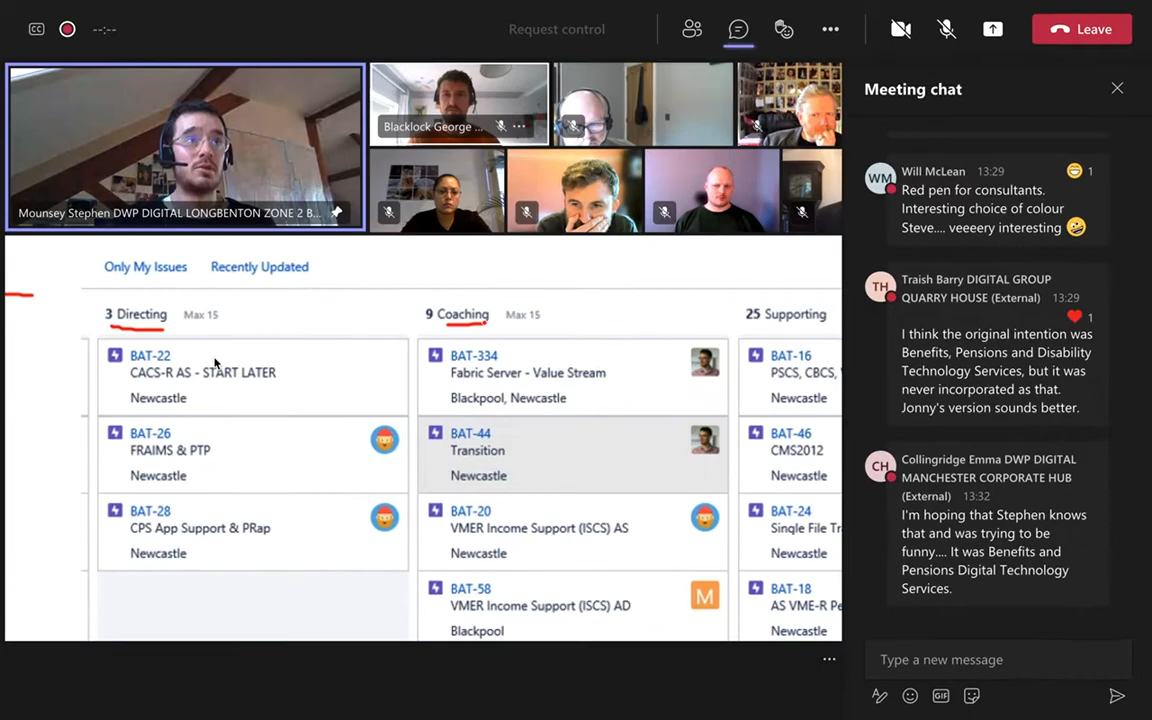 CC
--:--
Request control
Leave
Blacklock George ...
Mounsey Stephen DWP DIGITAL LONGBENTON ZONE 2 B...
Only My Issues
Recently Updated
3 Directing
Max 15
BAT-22
CACS-R AS - START LATER
Newcastle
BAT-26
FRAIMS & PTP
Newcastle
BAT-28
CPS App Support & PRap
Newcastle
9 Coaching
Max 15
BAT-334
Fabric Server - Value Stream
Blackpool, Newcastle
BAT-44
Transition
Newcastle
BAT-20
VMER Income Support (ISCS) AS
Newcastle
BAT-58
VMER Income Support (ISCS) AD
Blackpool
M
25 Supporting
BAT-16
PSCS, CBCS,
Newcastle
BAT-46
CMS2012
Newcastle
BAT-24
Single File Tr
Newcastle
BAT-18
AS VME-R Pe
Newcastle
Meeting chat
WM
Will McLean 13:29
1
Red pen for consultants.
Interesting choice of colour
Steve.... veeeery interesting
TH
Traish Barry DIGITAL GROUP
QUARRY HOUSE (External) 13:29
1
I think the original intention was
Benefits, Pensions and Disability
Technology Services, but it was
never incorporated as that.
Jonny's version sounds better.
CH
Collingridge Emma DWP DIGITAL
MANCHESTER CORPORATE HUB
(External) 13:32
I'm hoping that Stephen knows
that and was trying to be
funny.... It was Benefits and
Pensions Digital Technology
Services.
Type a new message
GIF